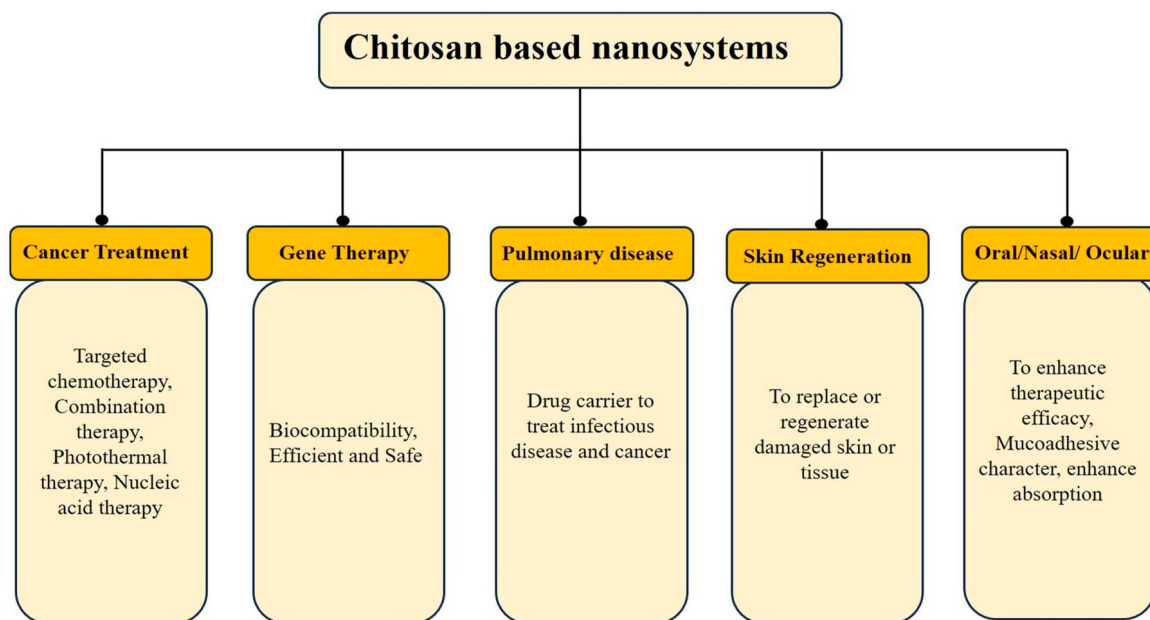 Chitosan based nanosystems
Cancer Treatment
Targeted
chemotherapy,
Combination
therapy,
Photothermal
therapy, Nucleic
acid therapy
Gene Therapy
Biocompatibility,
Efficient and Safe
Pulmonary disease
Drug carrier to
treat infectious
disease and cancer
Skin Regeneration
To replace or
regenerate
damaged skin or
tissue
Oral/Nasal/ Ocular
To enhance
therapeutic
efficacy,
Mucoadhesive
character, enhance
absorption